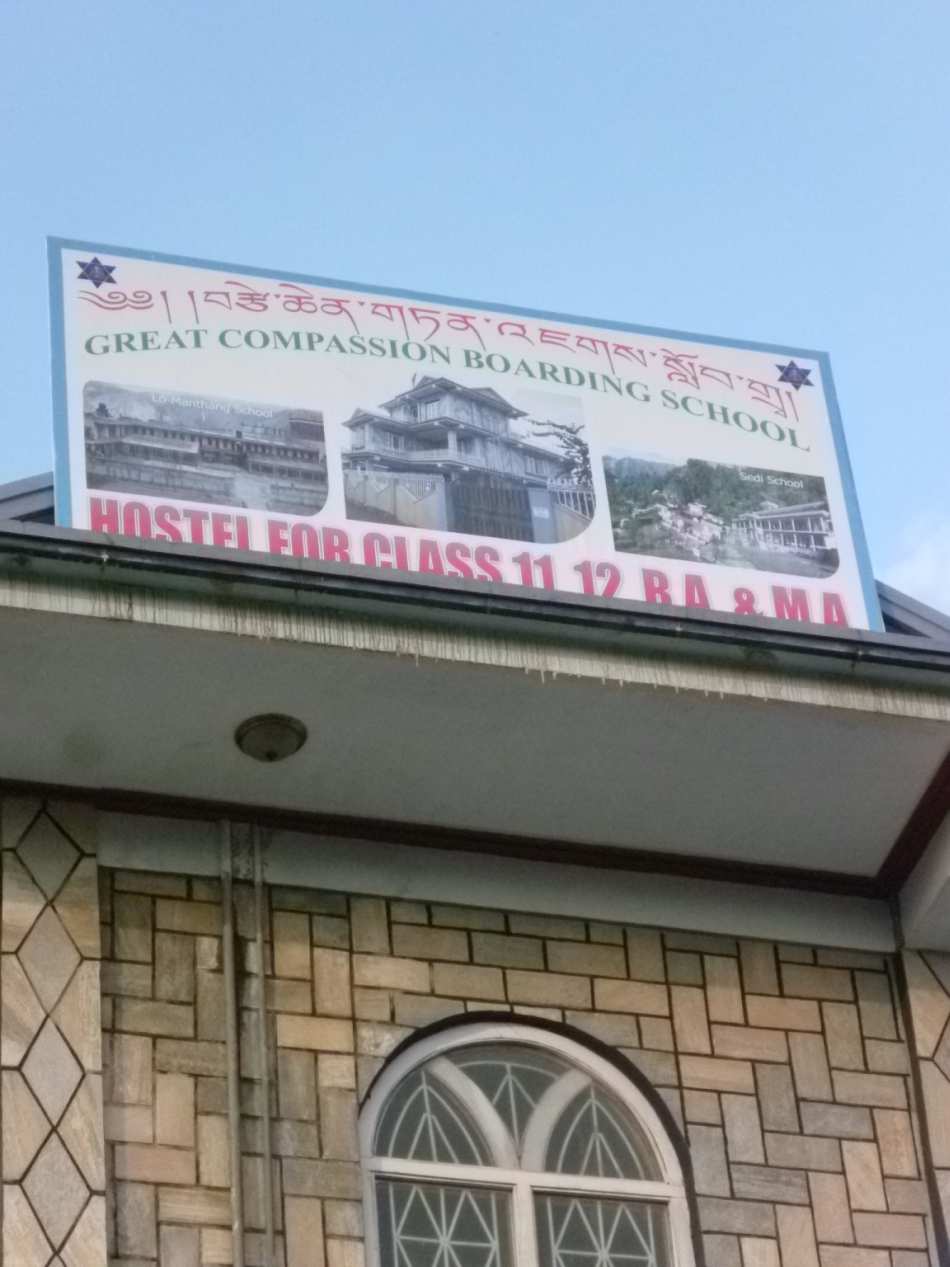 ༄༅། །བརྩེ་ཆེན་གཏན་འཇགས་སློབ་གྲྭ།
GREAT COMPASSION BOARDING SCHOOL
Lo-Manthang School
Sedi School
HOSTEL FOR CLASS 11, 12, B.A. & M.A